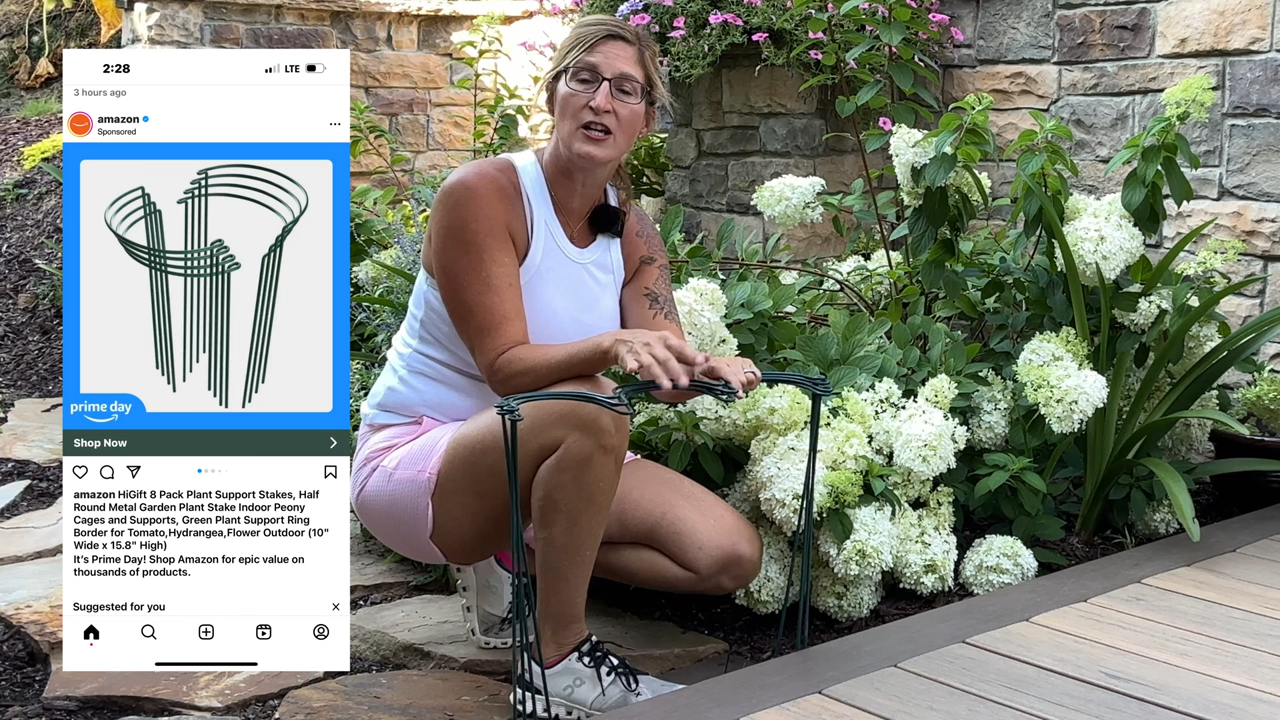 2:28
LTE
3 hours ago
amazon
Sponsored
prime day
Shop Now
amazon HiGift 8 Pack Plant Support Stakes, Half
Round Metal Garden Plant Stake Indoor Peony
Cages and Supports, Green Plant Support Ring
Border for Tomato,Hydrangea,Flower Outdoor (10"
Wide x 15.8" High)
It's Prime Day! Shop Amazon for epic value on
thousands of products.
Suggested for you